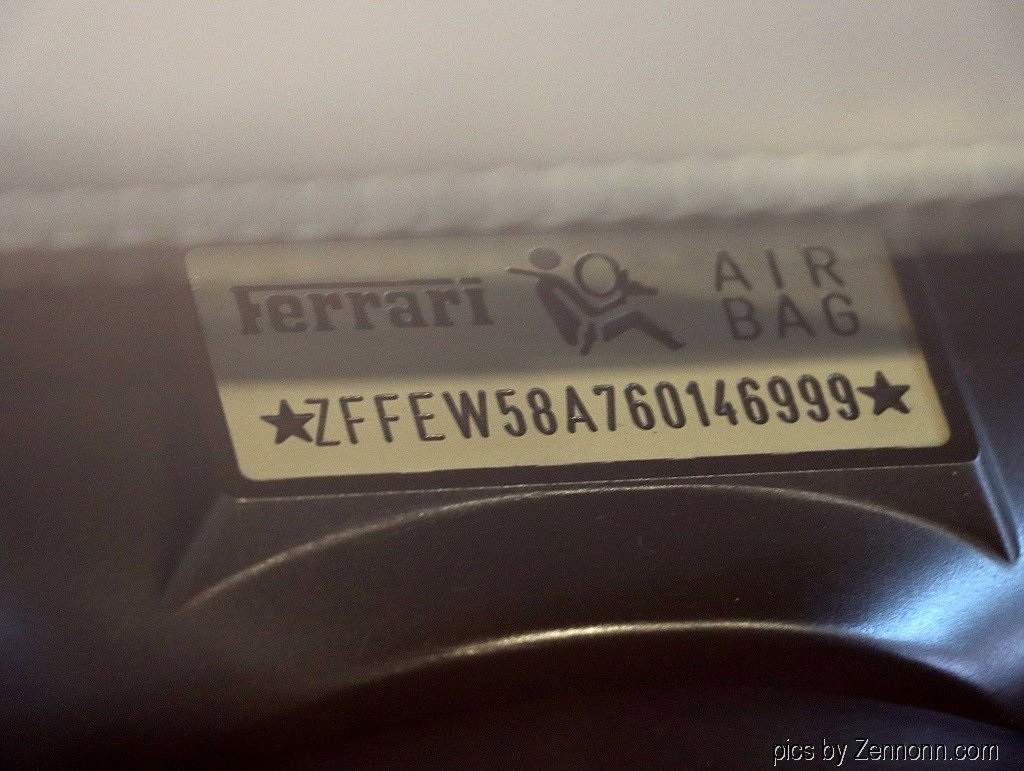 Ferrari AIR BAG
★ZFFEW58A760146999★
pics by Zennonn.com